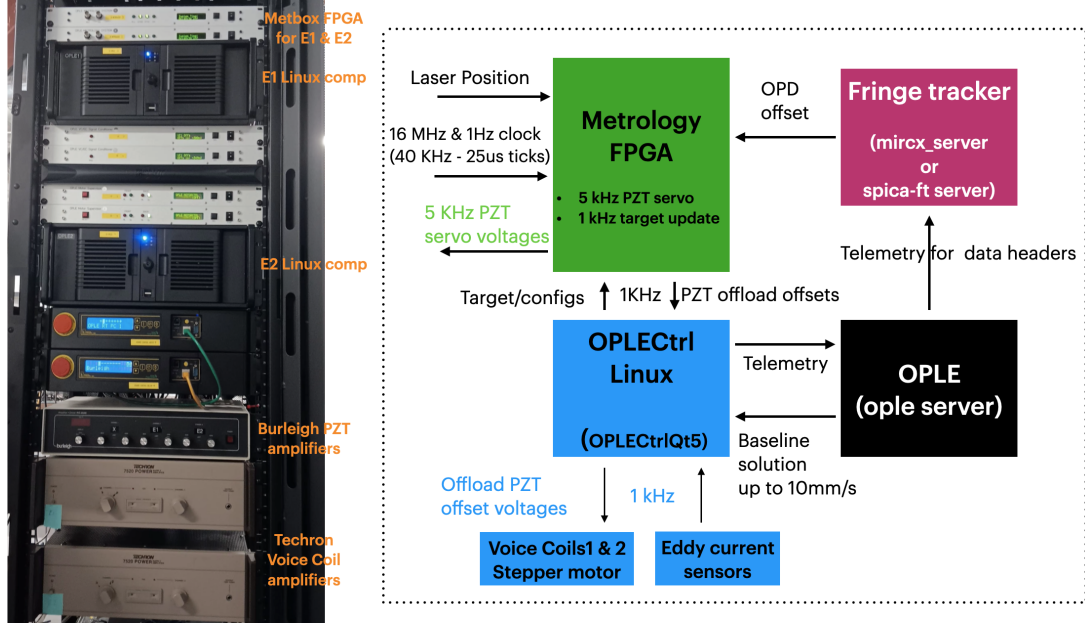 Metbox FPGA
for E1 & E2
E1 Linux comp
E2 Linux comp
Burleigh PZT
amplifiers
Techron
Voice Coil
amplifiers
OPLE1
TECHRON
TECHRON
Laser Position
16 MHz & 1Hz clock
(40 KHz - 25us ticks)
5 KHz PZT
servo voltages
Metrology
FPGA
• 5 kHz PZT servo
• 1 kHz target update
OPD
offset
Fringe tracker
(mircx_server
or
spica-ft server)
Telemetry for data headers
Target/configs
1KHz
PZT offload offsets
OPLECtrl
Linux
(OPLECtrlQt5)
Telemetry
Baseline
solution
up to 10mm/s
OPLE
(ople server)
Offload PZT
offset voltages
1 kHz
Voice Coils1 & 2
Stepper motor
Eddy current
sensors